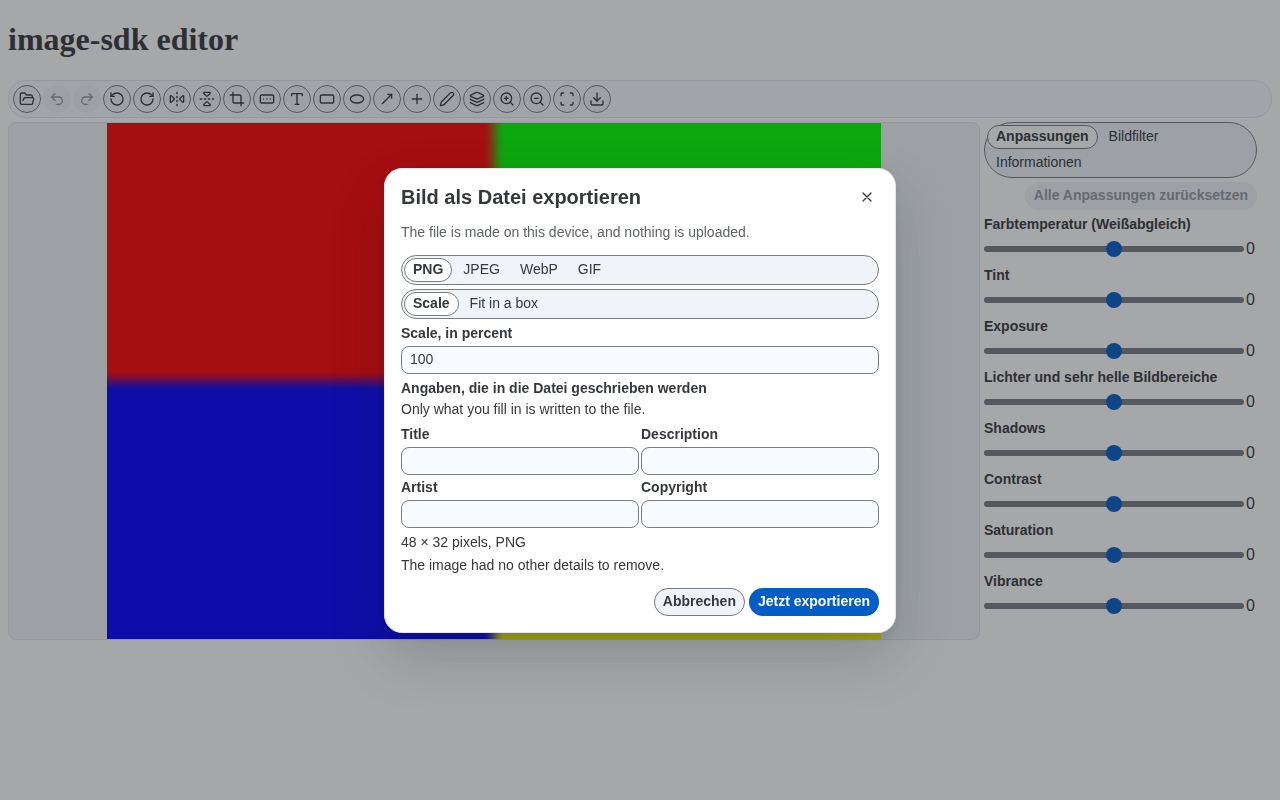 image-sdk editor
Anpassungen
Bildfilter
Informationen
Alle Anpassungen zurücksetzen
Farbtemperatur (Weißabgleich)
0
Tint
0
Exposure
0
Lichter und sehr helle Bildbereiche
0
Shadows
0
Contrast
0
Saturation
0
Vibrance
0
Bild als Datei exportieren
The file is made on this device, and nothing is uploaded.
PNG JPEG WebP GIF
Scale Fit in a box
Scale, in percent
100
Angaben, die in die Datei geschrieben werden
Only what you fill in is written to the file.
Title Description
Artist Copyright
48 × 32 pixels, PNG
The image had no other details to remove.
Abbrechen Jetzt exportieren